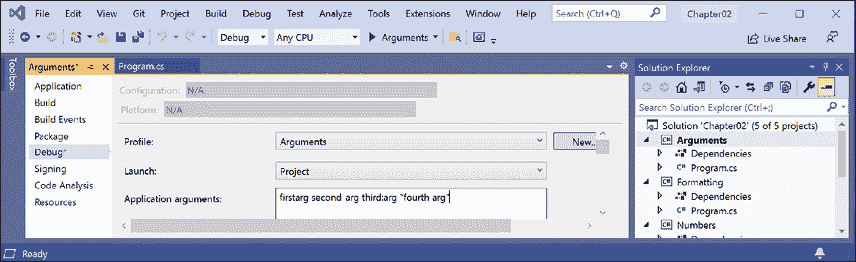 File Edit View Git Project Build Debug Test Analyze Tools Extensions Window Help Search (Ctrl+Q) Chapter02
Debug Any CPU Arguments Live Share
Toolbox
Arguments* Program.cs
Application
Build
Build Events
Package
Debug*
Signing
Code Analysis
Resources
Configuration: N/A
Platform: N/A
Profile: Arguments New...
Launch: Project
Application arguments: firstarg second-arg third:arg "fourth arg"
Solution Explorer
Search Solution Explorer (Ctrl+;)
Solution 'Chapter02' (5 of 5 projects)
C# Arguments
Dependencies
C# Program.cs
C# Formatting
Dependencies
C# Program.cs
C# Numbers
Dependencies
Ready